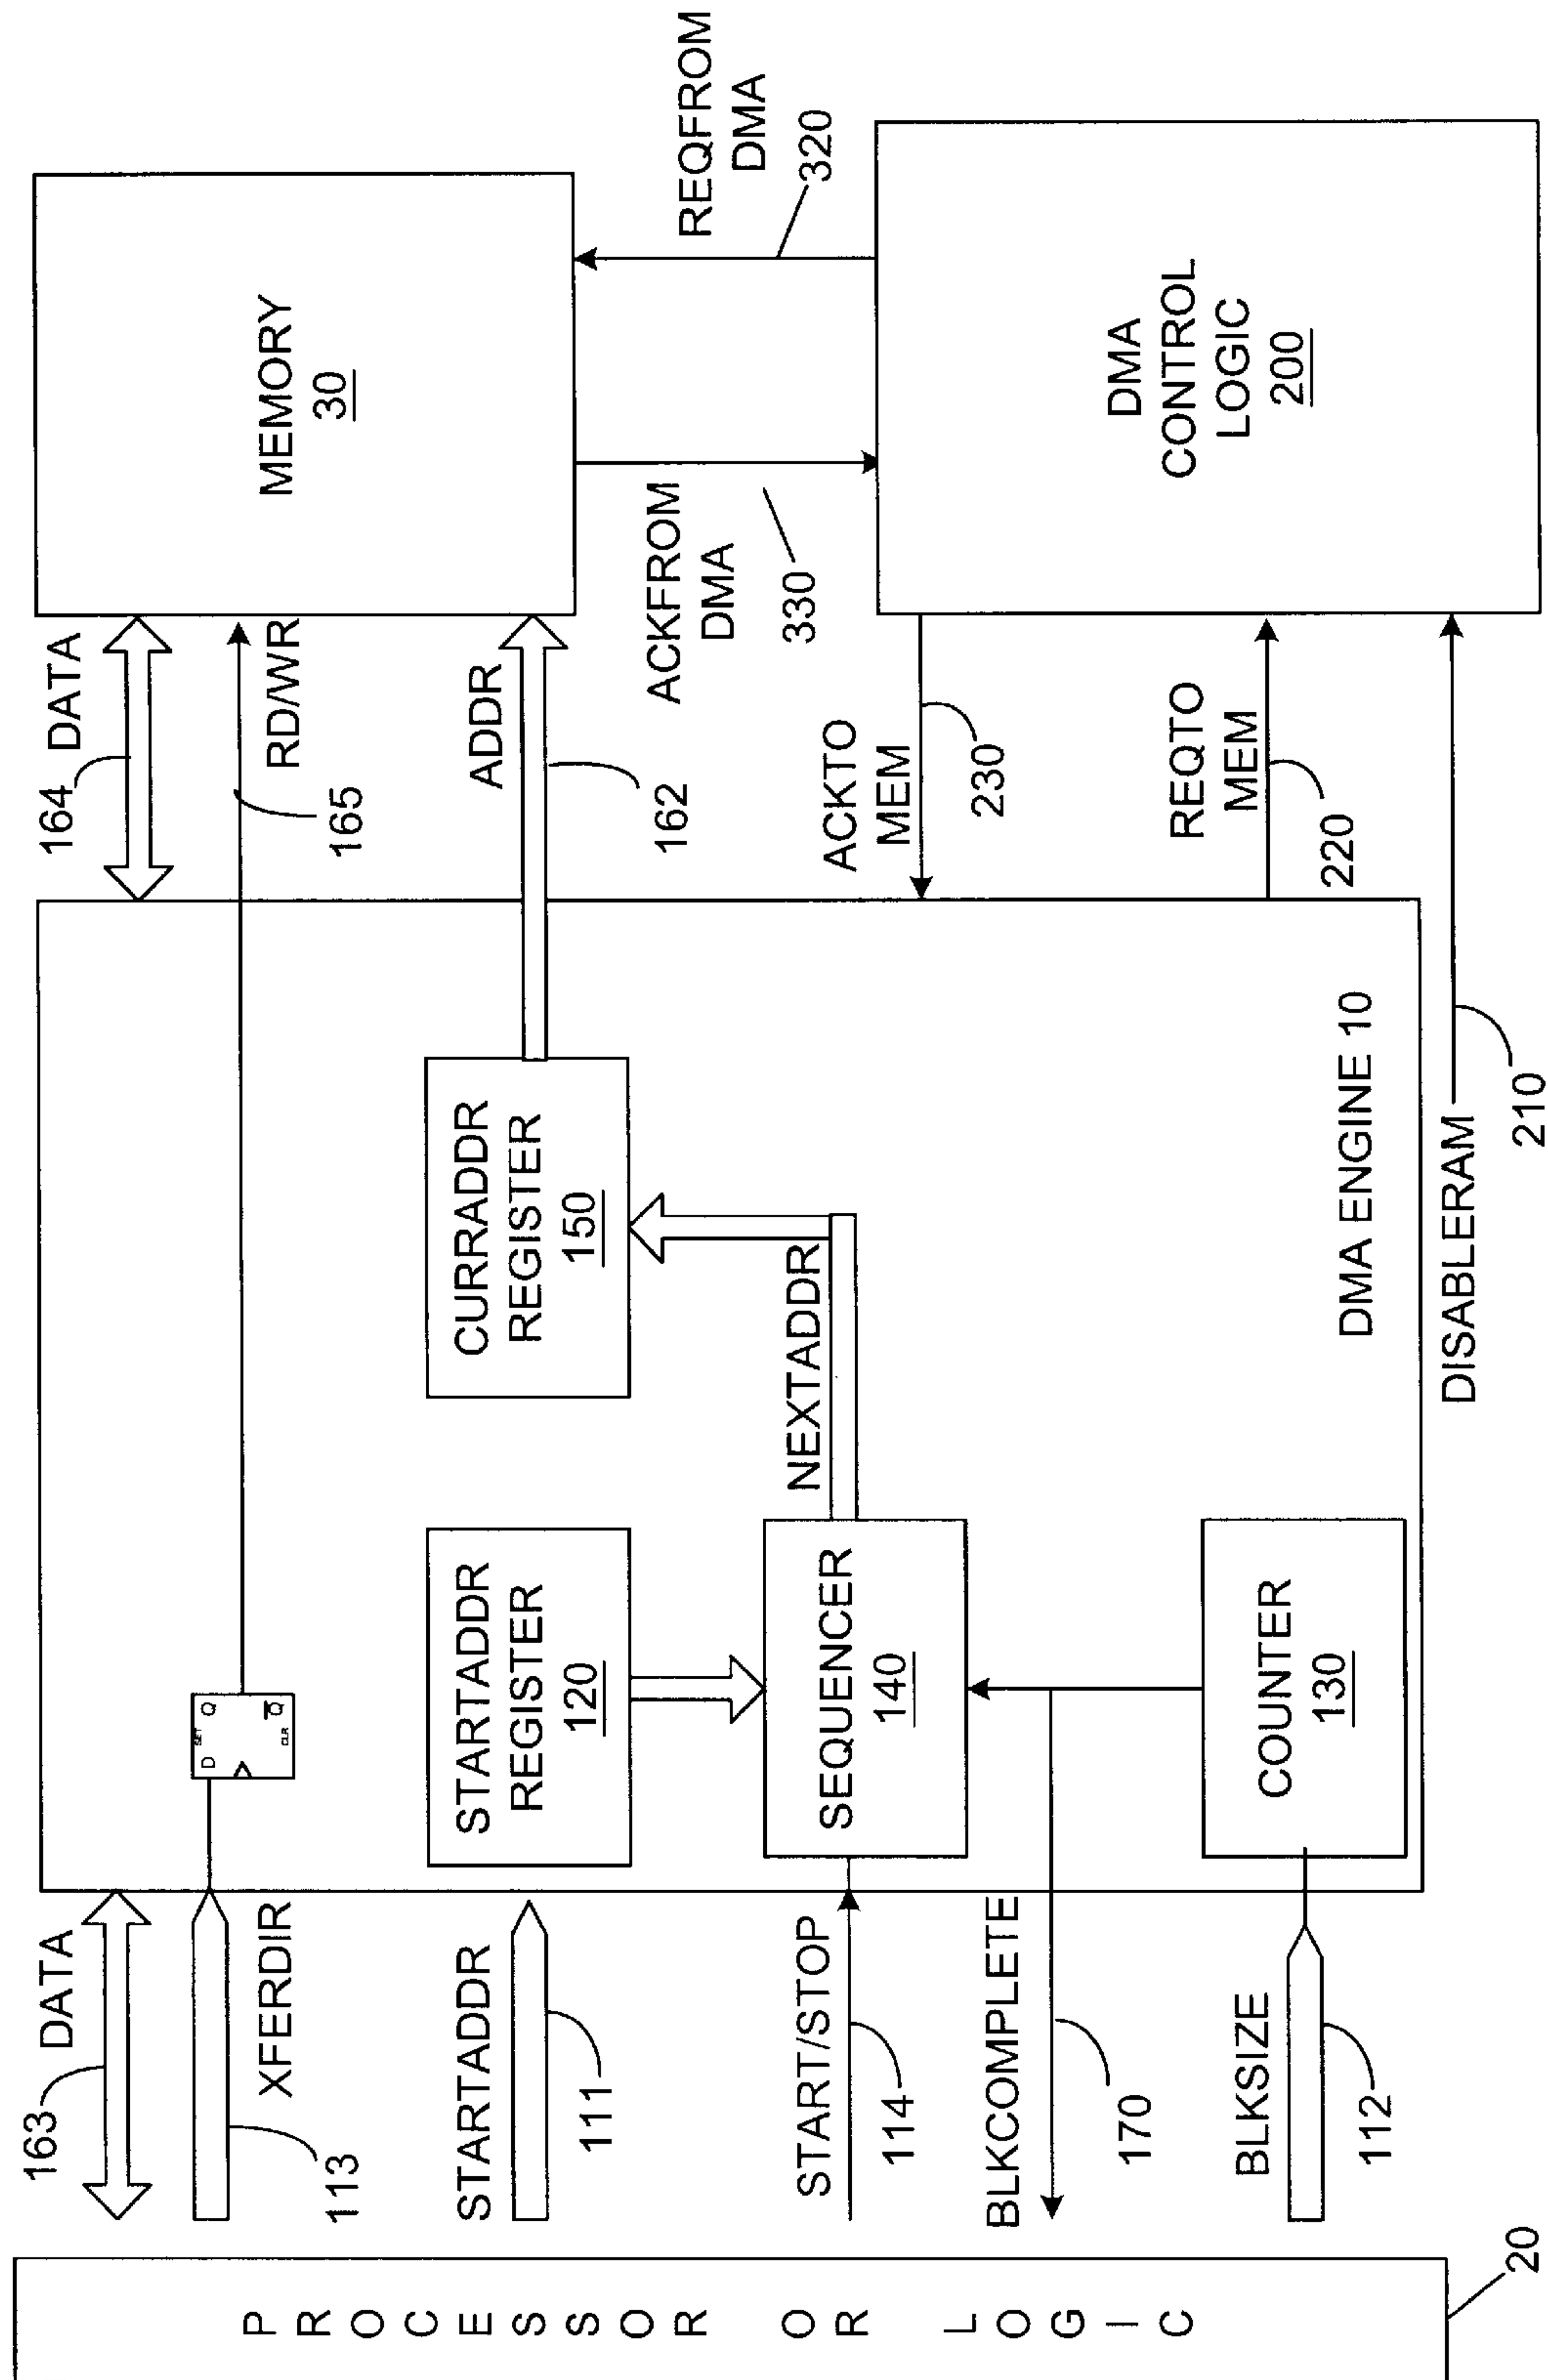 PROCESSOR OR LOGIC
20
DATA
163
XFERDIR
113
STARTADDR
111
START/STOP
114
BLKCOMPLETE
170
BLKSIZE
112
D
SET
Q
CLR
Q
STARTADDR
REGISTER
120
SEQUENCER
140
COUNTER
130
NEXTADDR
CURRADDR
REGISTER
150
DMA ENGINE 10
DISABLERAM
210
164
DATA
RD/WR
165
ADDR
162
ACKTO
MEM
230
REQTO
MEM
220
MEMORY
30
ACKFROM
DMA
330
REQFROM
DMA
320
DMA
CONTROL
LOGIC
200